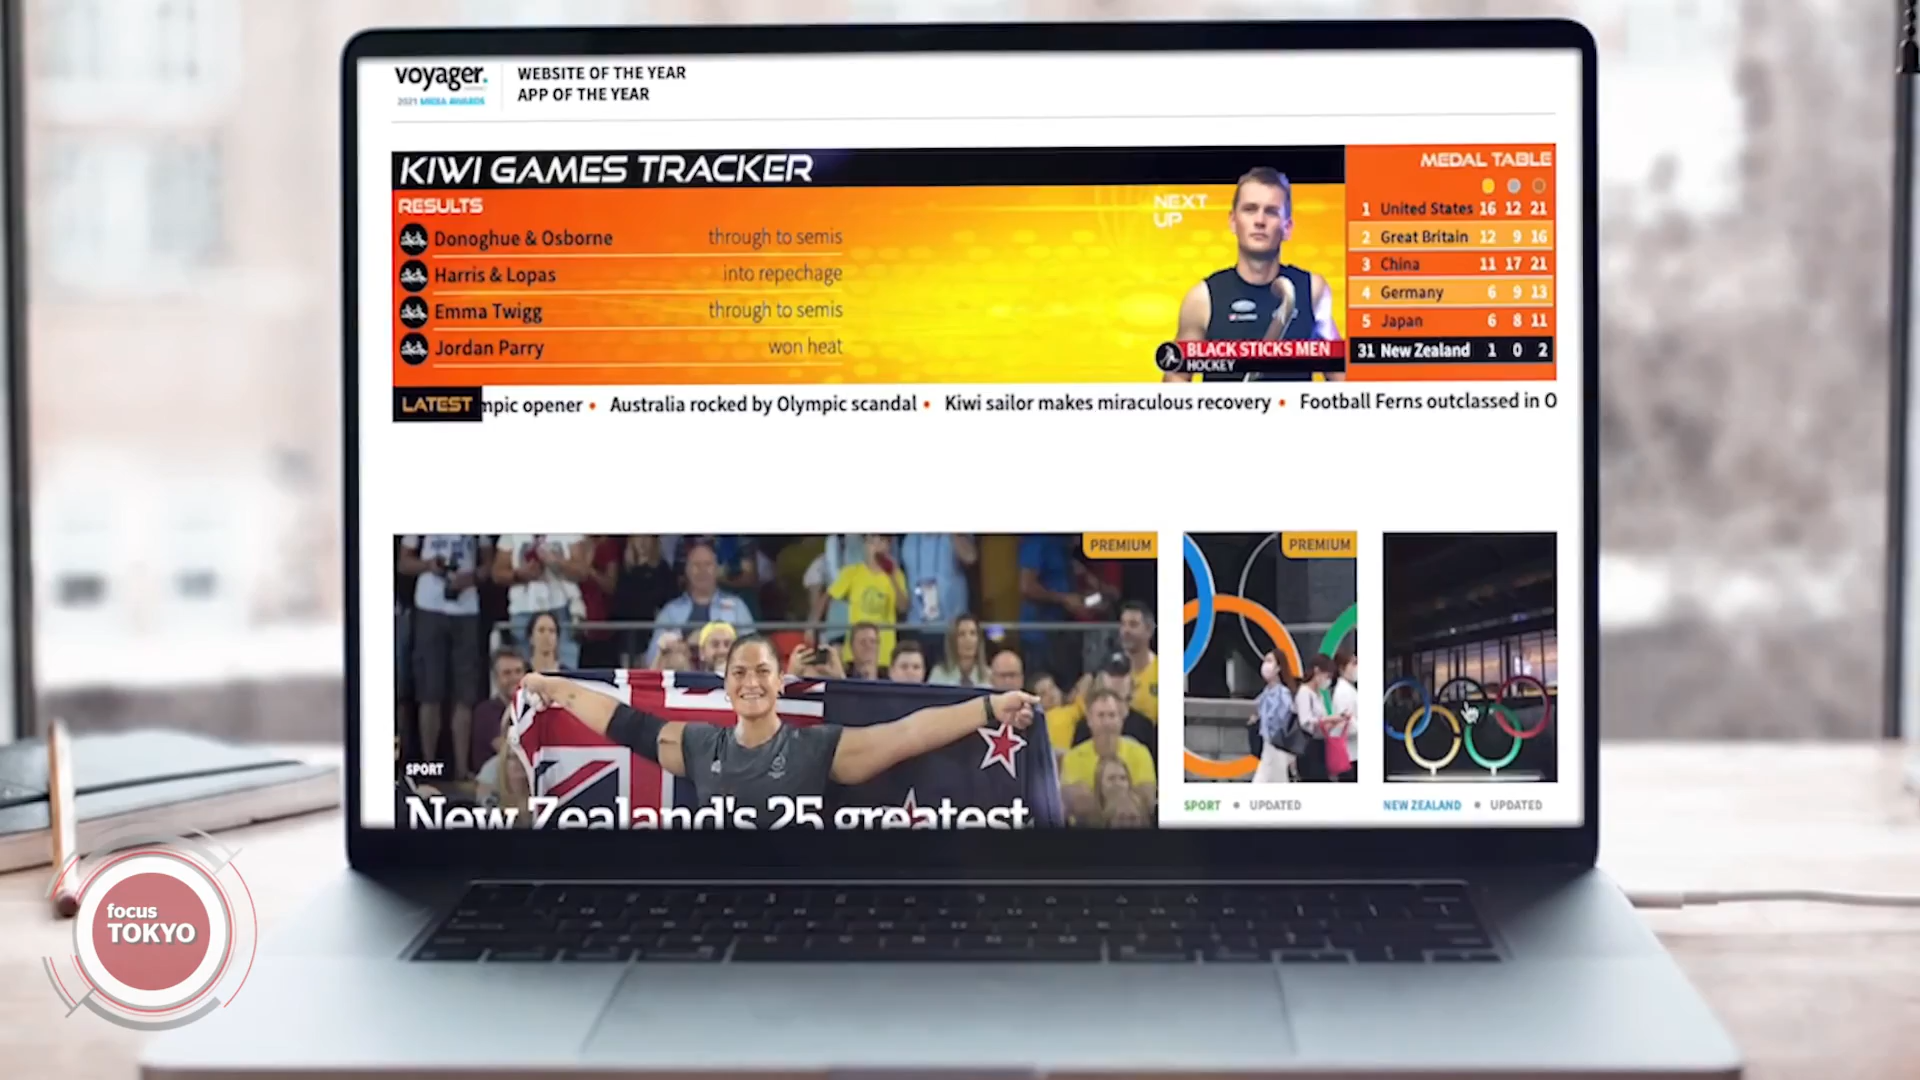 voyager.
2021 MEDIA AWARDS
WEBSITE OF THE YEAR
APP OF THE YEAR
KIWI GAMES TRACKER
RESULTS
Donoghue & Osborne through to semis
Harris & Lopas into repechage
Emma Twigg through to semis
Jordan Parry won heat
NEXT
UP
BLACK STICKS MEN
HOCKEY
MEDAL TABLE
1 United States 16 12 21
2 Great Britain 12 9 16
3 China 11 17 21
4 Germany 6 9 13
5 Japan 6 8 11
31 New Zealand 1 0 2
LATEST mpic opener • Australia rocked by Olympic scandal • Kiwi sailor makes miraculous recovery • Football Ferns outclassed in O
PREMIUM
PREMIUM
SPORT
New Zealand's 25 greatest
SPORT • UPDATED
NEW ZEALAND • UPDATED
focus
TOKYO